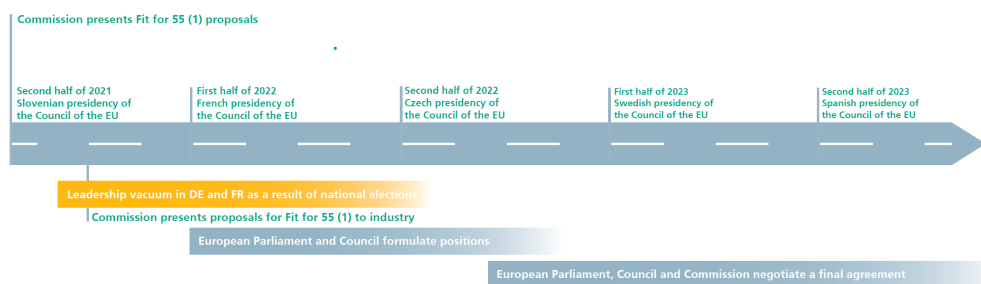 Commission presents Fit for 55 (1) proposals
Second half of 2021
Slovenian presidency of
the Council of the EU
First half of 2022
French presidency of
the Council of the EU
Second half of 2022
Czech presidency of
the Council of the EU
First half of 2023
Swedish presidency of
the Council of the EU
Second half of 2023
Spanish presidency of
the Council of the EU
Leadership vacuum in DE and FR as a result of national elections
Commission presents proposals for Fit for 55 (1) to industry
European Parliament and Council formulate positions
European Parliament, Council and Commission negotiate a final agreement